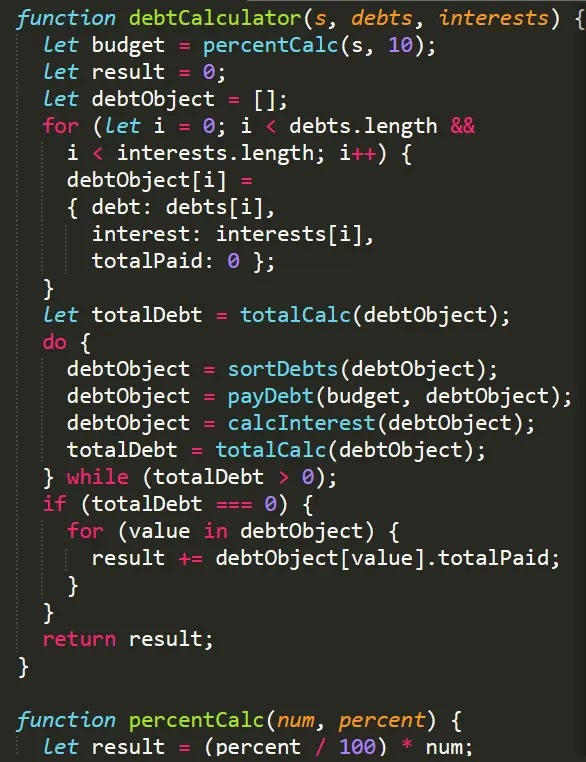 function debtCalculator(s, debts, interests) {
  let budget = percentCalc(s, 10);
  let result = 0;
  let debtObject = [];
  for (let i = 0; i < debts.length &&
    i < interests.length; i++) {
    debtObject[i] =
    { debt: debts[i],
      interest: interests[i],
      totalPaid: 0 };
  }
  let totalDebt = totalCalc(debtObject);
  do {
    debtObject = sortDebts(debtObject);
    debtObject = payDebt(budget, debtObject);
    debtObject = calcInterest(debtObject);
    totalDebt = totalCalc(debtObject);
  } while (totalDebt > 0);
  if (totalDebt === 0) {
    for (value in debtObject) {
      result += debtObject[value].totalPaid;
    }
  }
  return result;
}

function percentCalc(num, percent) {
  let result = (percent / 100) * num;